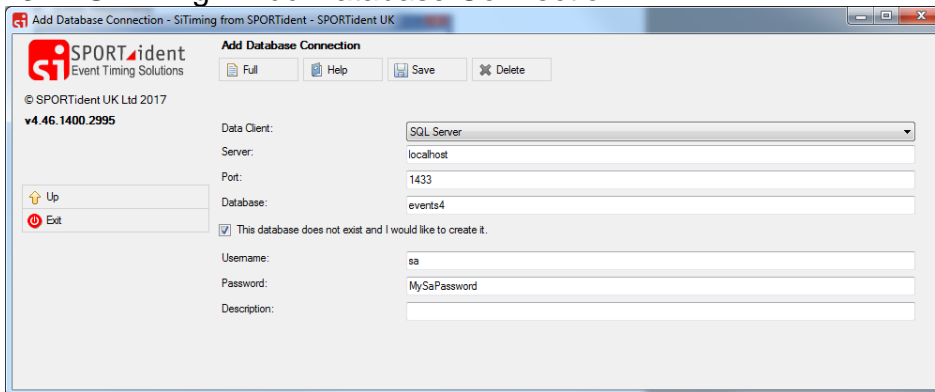 Add Database Connection - SiTiming from SPORTident - SPORTident UK
SPORTident
Event Timing Solutions
© SPORTident UK Ltd 2017
v4.46.1400.2995
Up
Exit
Add Database Connection
Full Help Save Delete
Data Client: SQL Server
Server: localhost
Port: 1433
Database: events4
This database does not exist and I would like to create it.
Username: sa
Password: MySaPassword
Description: